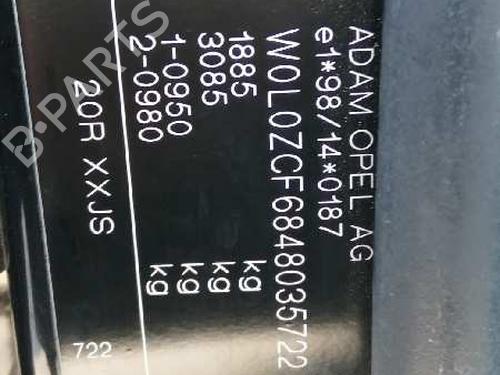 ADAM OPEL AG
e1*98/14*0187
W0L0ZCF6848035722
1885 kg
3085 kg
1-0950 kg
2-0980 kg
20R XXJS
722
B-PARTS